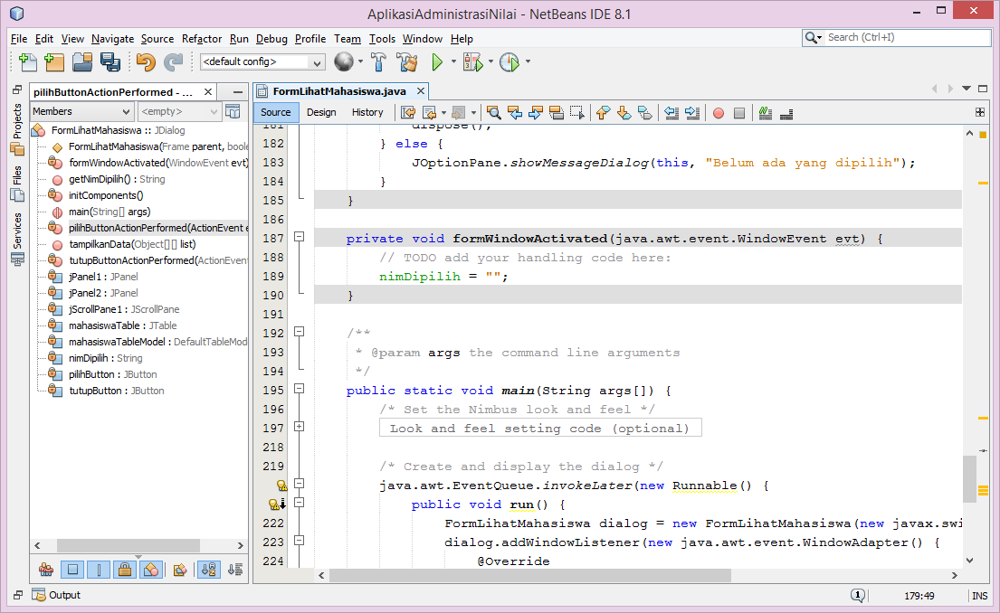 AplikasiAdministrasiNilai - NetBeans IDE 8.1
File Edit View Navigate Source Refactor Run Debug Profile Team Tools Window Help
Search (Ctrl+I)
<default config>
pilihButtonActionPerformed - ...
FormLihatMahasiswa.java
Members
<empty>
Source Design History
Projects
Files
Services
FormLihatMahasiswa :: JDialog
FormLihatMahasiswa(Frame parent, boole
formWindowActivated(WindowEvent evt)
getNimDipilih() : String
initComponents()
main(String[] args)
pilihButtonActionPerformed(ActionEvent e
tampilkanData(Object[][] list)
tutupButtonActionPerformed(ActionEven
jPanel1 : JPanel
jPanel2 : JPanel
jScrollPane1 : JScrollPane
mahasiswaTable : JTable
mahasiswaTableModel : DefaultTableMod
nimDipilih : String
pilihButton : JButton
tutupButton : JButton
181 dispose();
182 } else {
183 JOptionPane.showMessageDialog(this, "Belum ada yang dipilih");
184 }
185 }
186
187 private void formWindowActivated(java.awt.event.WindowEvent evt) {
188 // TODO add your handling code here:
189 nimDipilih = "";
190 }
191
192 /**
193 * @param args the command line arguments
194 */
195 public static void main(String args[]) {
196 /* Set the Nimbus look and feel */
197 Look and feel setting code (optional)
218
219 /* Create and display the dialog */
java.awt.EventQueue.invokeLater(new Runnable() {
public void run() {
222 FormLihatMahasiswa dialog = new FormLihatMahasiswa(new javax.swi
223 dialog.addWindowListener(new java.awt.event.WindowAdapter() {
224 @Override
Output
1
179:49
INS